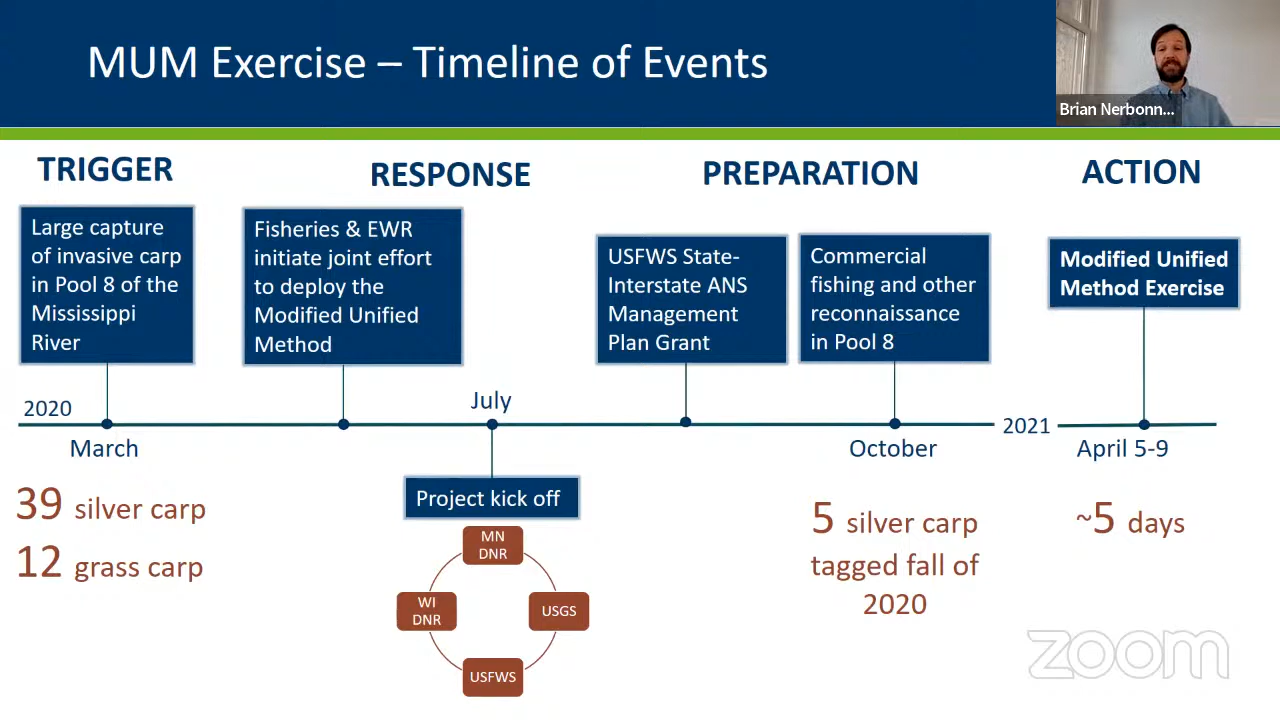 MUM Exercise – Timeline of Events
Brian Nerbonn...
TRIGGER
RESPONSE
PREPARATION
ACTION
Large capture
of invasive carp
in Pool 8 of the
Mississippi
River
Fisheries & EWR
initiate joint effort
to deploy the
Modified Unified
Method
USFWS State-
Interstate ANS
Management
Plan Grant
Commercial
fishing and other
reconnaissance
in Pool 8
Modified Unified
Method Exercise
2020
July
2021
March
October
April 5-9
Project kick off
39 silver carp
12 grass carp
MN
DNR
WI
DNR
USGS
USFWS
5 silver carp
tagged fall of
2020
~5 days
zoom